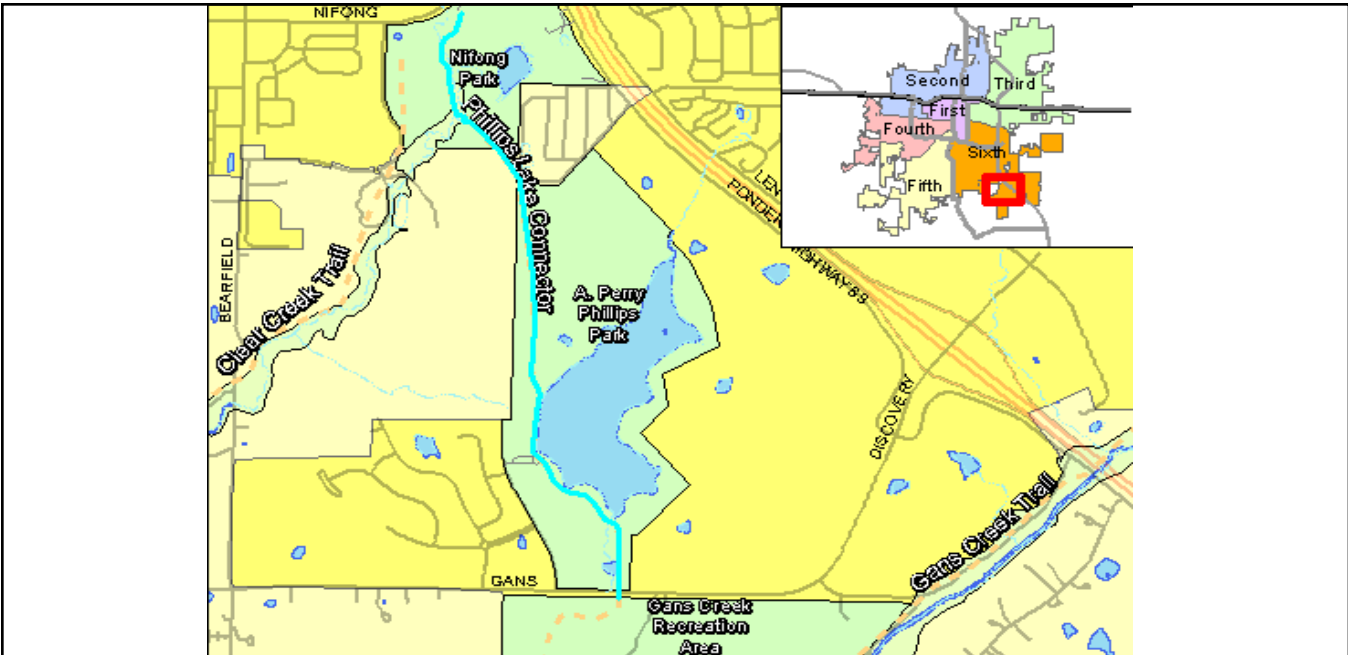 NIFONG
Nifong
Park
Phillips Lake Connector
Second
Third
First
Fourth
Sixth
Fifth
PONDER
HIGHWAY 63
BEARFIELD
Clear Creek Trail
A. Perry
Phillips
Park
DISCOVERY
Gans Creek Trail
GANS
Gans Creek
Recreation
Area